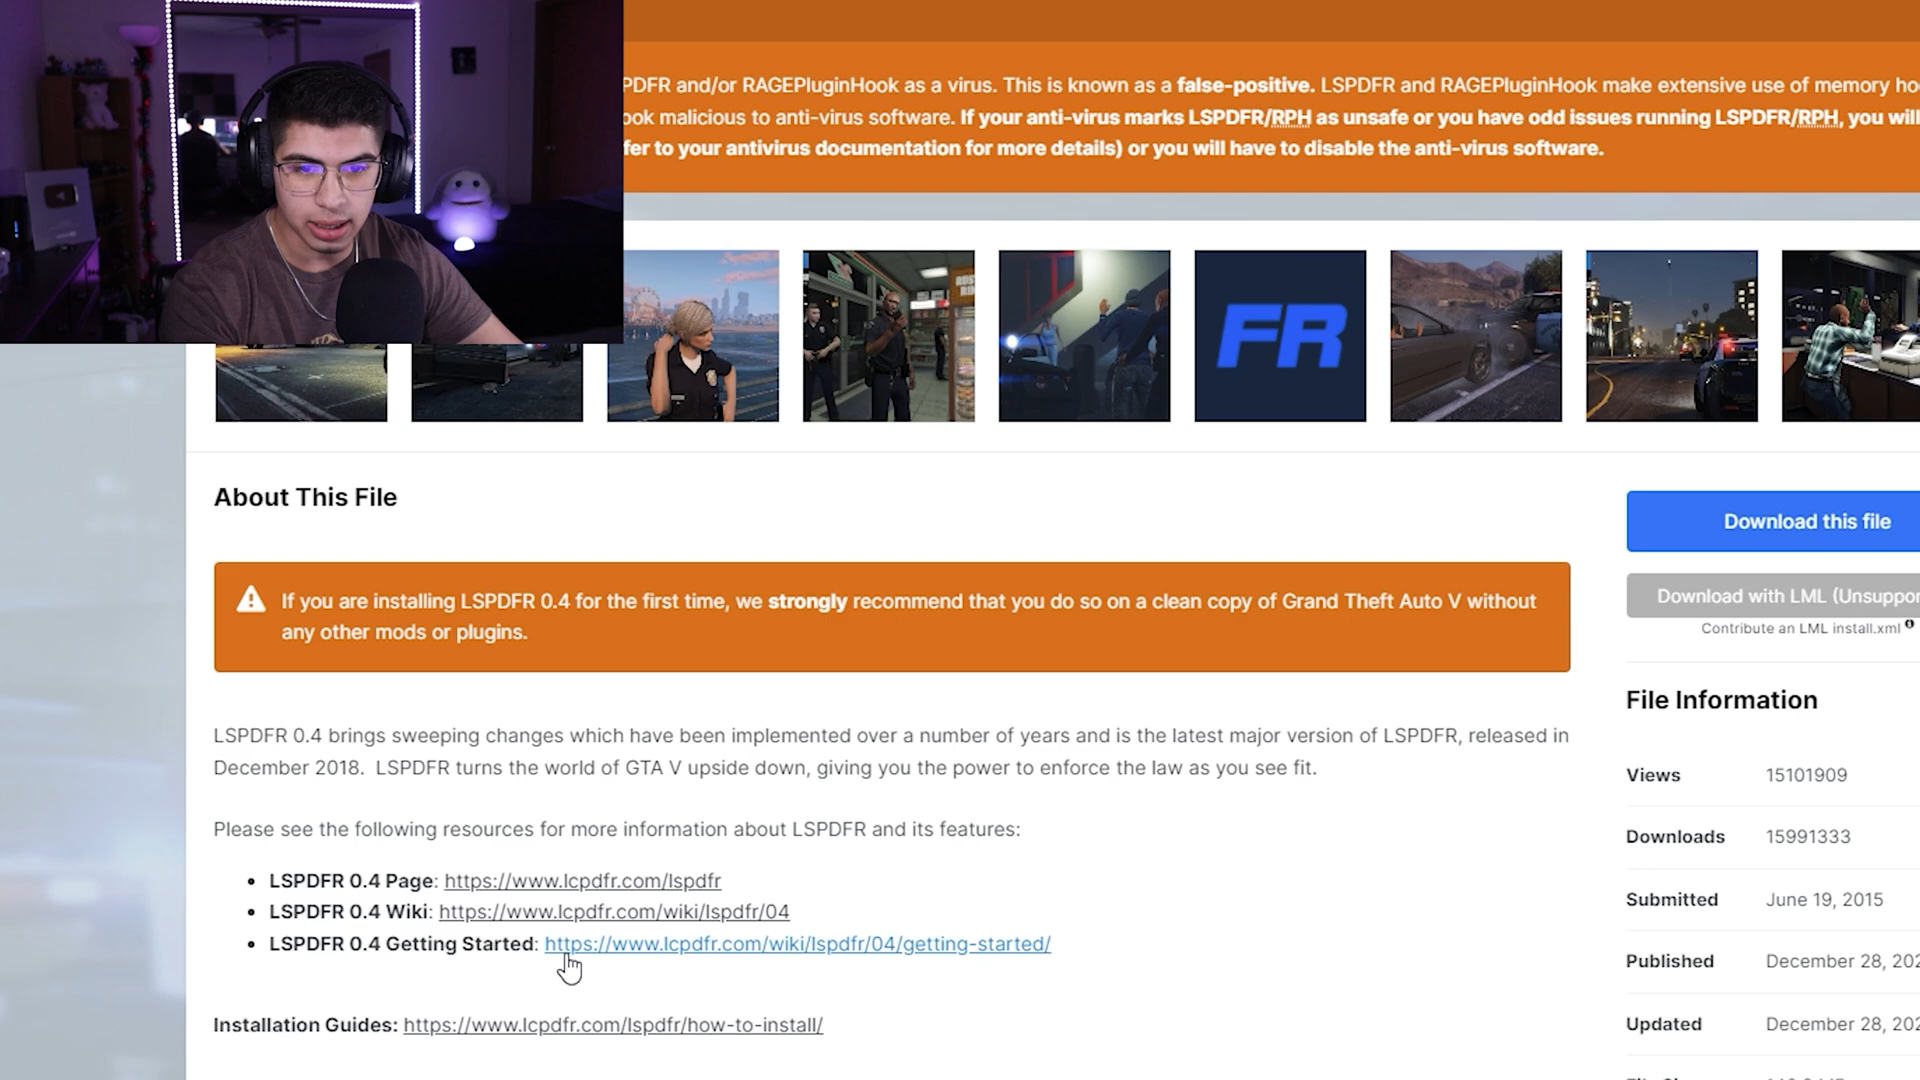 PDFR and/or RAGEPluginHook as a virus. This is known as a false-positive. LSPDFR and RAGEPluginHook make extensive use of memory ho
ook malicious to anti-virus software. If your anti-virus marks LSPDFR/RPH as unsafe or you have odd issues running LSPDFR/RPH, you will
fer to your antivirus documentation for more details) or you will have to disable the anti-virus software.
FR
About This File
Download this file
If you are installing LSPDFR 0.4 for the first time, we strongly recommend that you do so on a clean copy of Grand Theft Auto V without
any other mods or plugins.
Download with LML (Unsuppor
Contribute an LML install.xml
File Information
LSPDFR 0.4 brings sweeping changes which have been implemented over a number of years and is the latest major version of LSPDFR, released in
December 2018. LSPDFR turns the world of GTA V upside down, giving you the power to enforce the law as you see fit.
Views 15101909
Please see the following resources for more information about LSPDFR and its features:
Downloads 15991333
LSPDFR 0.4 Page: https://www.lcpdfr.com/lspdfr
Submitted June 19, 2015
LSPDFR 0.4 Wiki: https://www.lcpdfr.com/wiki/lspdfr/04
LSPDFR 0.4 Getting Started: https://www.lcpdfr.com/wiki/lspdfr/04/getting-started/
Published December 28, 202
Installation Guides: https://www.lcpdfr.com/lspdfr/how-to-install/
Updated December 28, 202